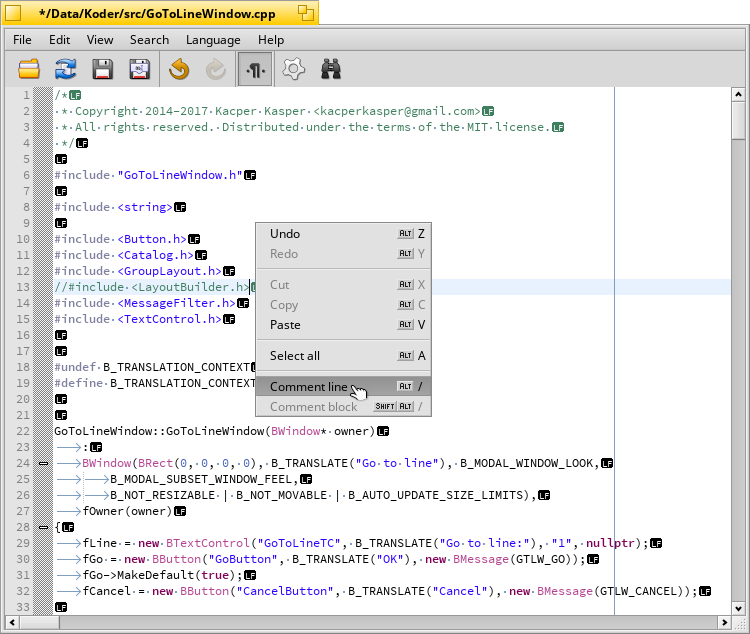 */Data/Koder/src/GoToLineWindow.cpp
File Edit View Search Language Help
1 /*LF
2 ·*·Copyright·2014-2017·Kacper·Kasper·<kacperkasper@gmail.com>LF
3 ·*·All·rights·reserved.·Distributed·under·the·terms·of·the·MIT·license.LF
4 ·*/LF
5 LF
6 #include·"GoToLineWindow.h"LF
7 LF
8 #include·<string>LF
9 LF
10 #include·<Button.h>LF
11 #include·<Catalog.h>LF
12 #include·<GroupLayout.h>LF
13 //#include·<LayoutBuilder.h>LF
14 #include·<MessageFilter.h>LF
15 #include·<TextControl.h>LF
16 LF
17 LF
18 #undef·B_TRANSLATION_CONTEXT
19 #define·B_TRANSLATION_CONTEXT
20 LF
21 LF
22 GoToLineWindow::GoToLineWindow(BWindow*·owner)LF
23 :LF
24 BWindow(BRect(0,·0,·0,·0),·B_TRANSLATE("Go·to·line"),·B_MODAL_WINDOW_LOOK,LF
25 B_MODAL_SUBSET_WINDOW_FEEL,LF
26 B_NOT_RESIZABLE·|·B_NOT_MOVABLE·|·B_AUTO_UPDATE_SIZE_LIMITS),LF
27 fOwner(owner)LF
28 {LF
29 fLine·=·new·BTextControl("GoToLineTC",·B_TRANSLATE("Go·to·line:"),·"1",·nullptr);LF
30 fGo·=·new·BButton("GoButton",·B_TRANSLATE("OK"),·new·BMessage(GTLW_GO));LF
31 fGo->MakeDefault(true);LF
32 fCancel·=·new·BButton("CancelButton",·B_TRANSLATE("Cancel"),·new·BMessage(GTLW_CANCEL));LF
33 LF
Undo ALT Z
Redo ALT Y
Cut ALT X
Copy ALT C
Paste ALT V
Select all ALT A
Comment line ALT /
Comment block SHIFT ALT /